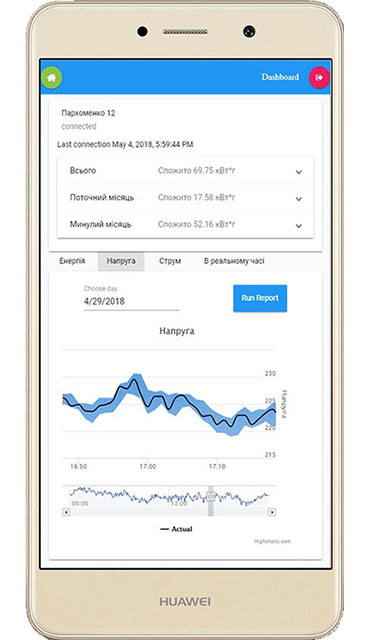 Dashboard
Пархоменко 12
connected
Last connection May 4, 2018, 5:59:44 PM
Всього Спожито 69.75 кВт*г
Поточний місяць Спожито 17.58 кВт*г
Минулий місяць Спожито 52.16 кВт*г
Енергія Напруга Струм В реальному часі
Choose day
4/29/2018
Run Report
Напруга
230
225
220
215
Напруга
16:50 17:00 17:10
00:00 12:00
Actual
Highcharts.com
HUAWEI